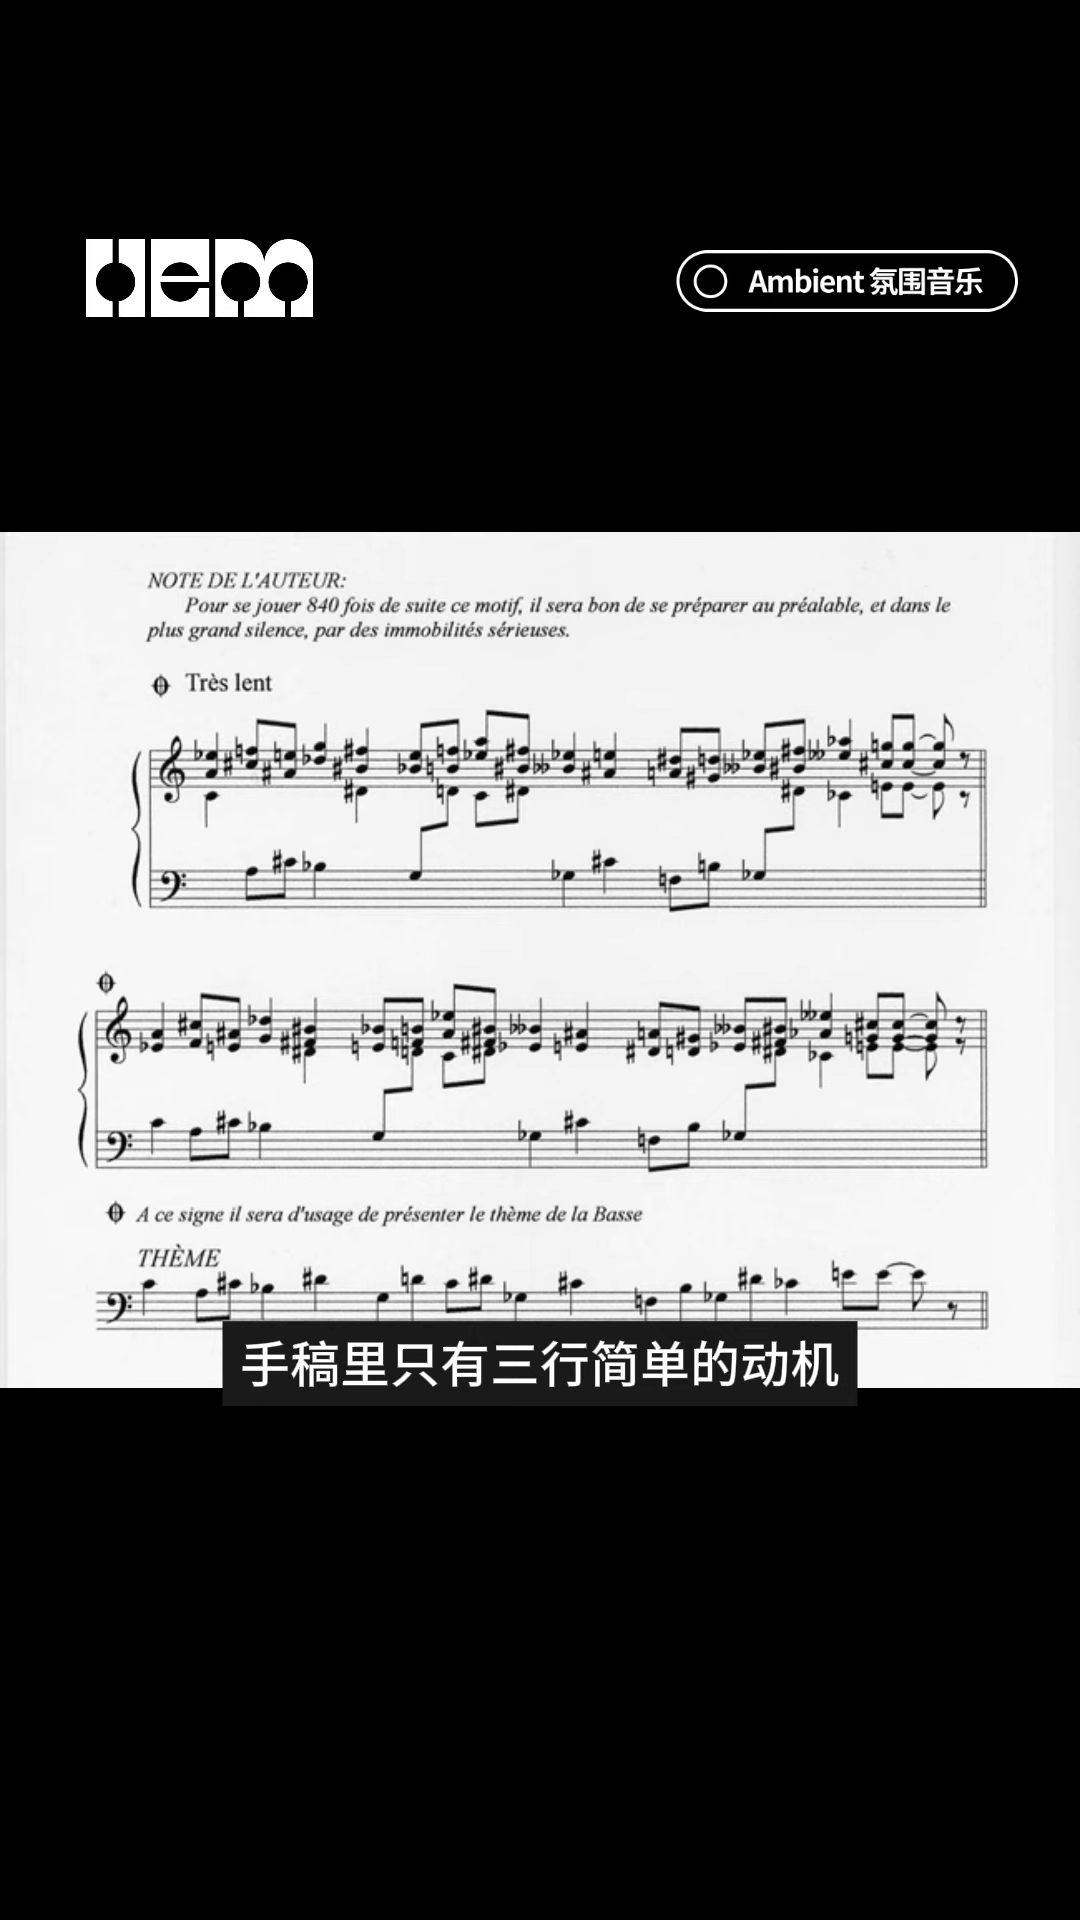 Hem
Ambient 氛围音乐
NOTE DE L'AUTEUR:
Pour se jouer 840 fois de suite ce motif, il sera bon de se préparer au préalable, et dans le
plus grand silence, par des immobilités sérieuses.
Très lent
A ce signe il sera d'usage de présenter le thème de la Basse
THÈME
手稿里只有三行简单的动机